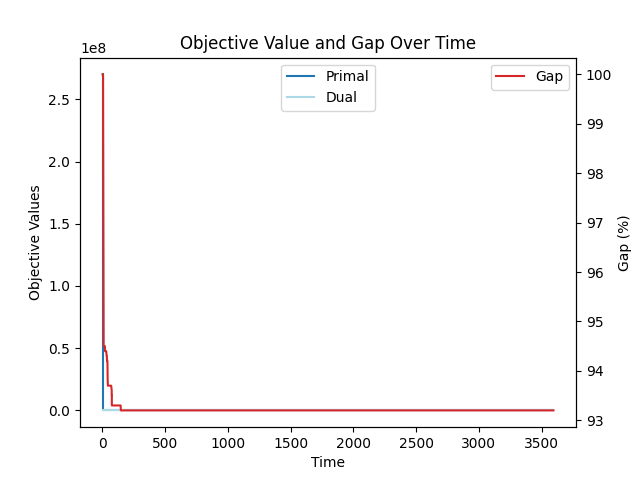 Objective Value and Gap Over Time
1e8
Primal
Dual
Gap
2.5
2.0
1.5
1.0
0.5
0.0
Objective Values
100
99
98
97
96
95
94
93
Gap (%)
0
500
1000
1500
2000
2500
3000
3500
Time